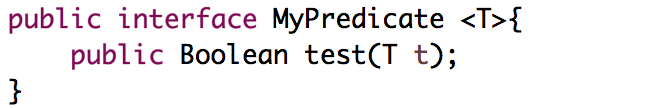 public interface MyPredicate <T>{
    public Boolean test(T t);
}